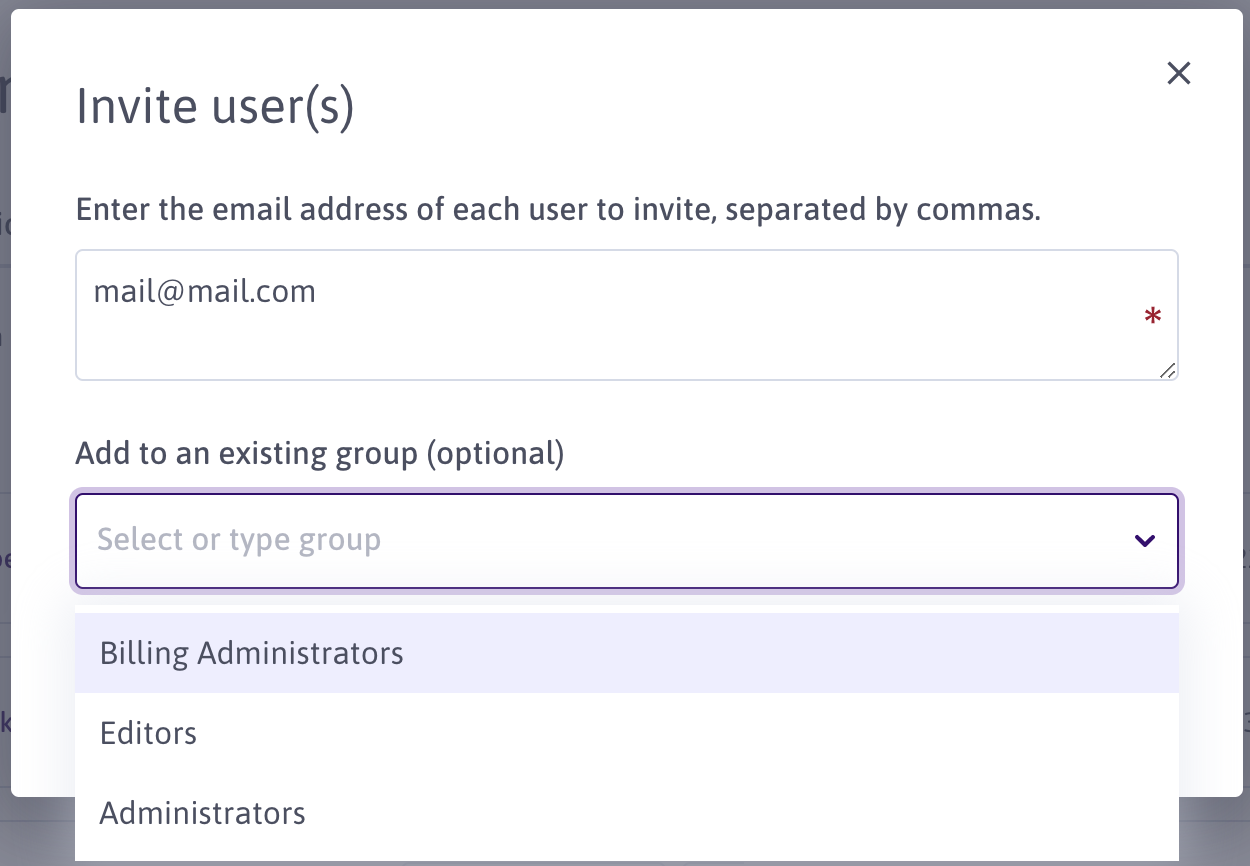 Invite user(s)
Enter the email address of each user to invite, separated by commas.
mail@mail.com
*
Add to an existing group (optional)
Select or type group
Billing Administrators
Editors
Administrators